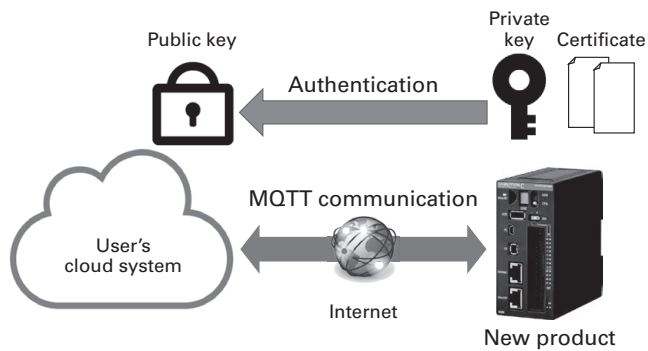 Public key
Private
key
Certificate
Authentication
MQTT communication
User's
cloud system
Internet
New product